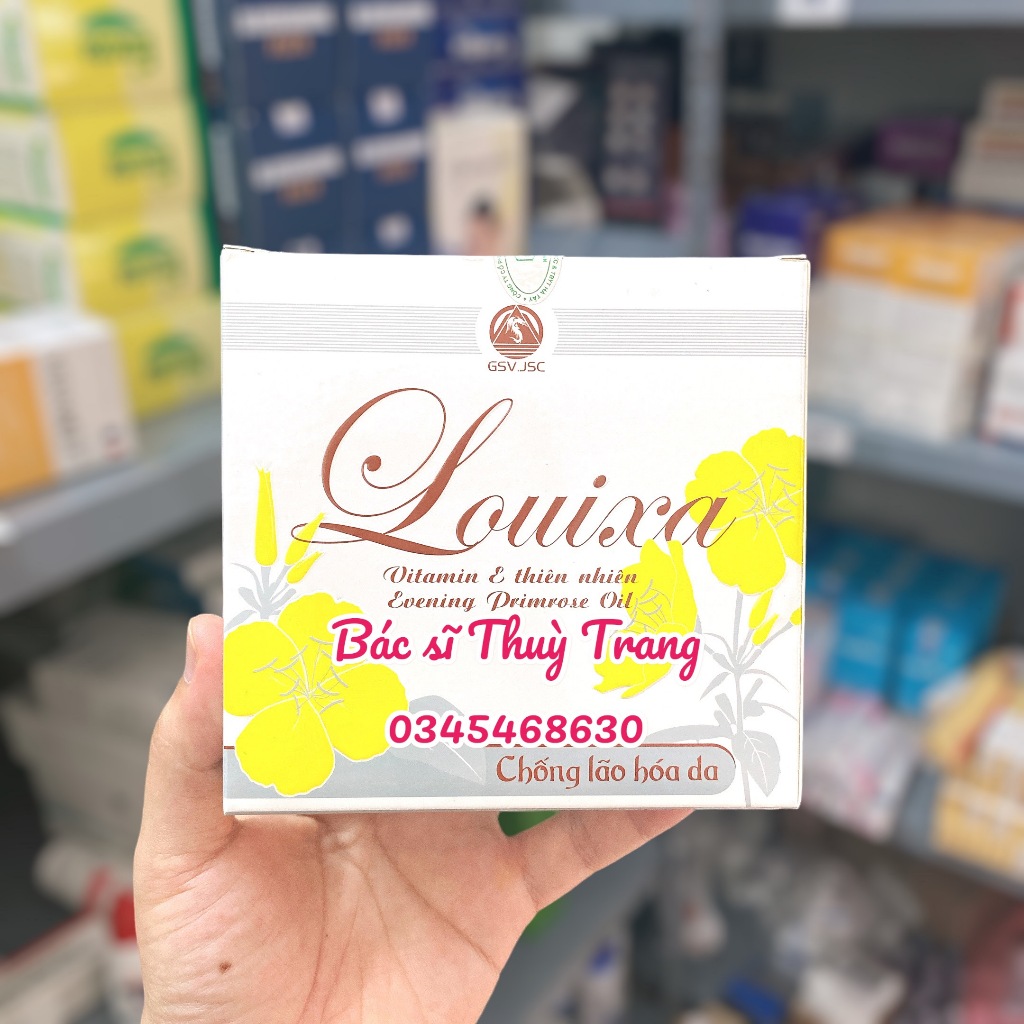 GSV.JSC
Louixa
Vitamin E thiên nhiên
Evening Primrose Oil
Bác sĩ Thuỳ Trang
0345468630
Chống lão hóa da